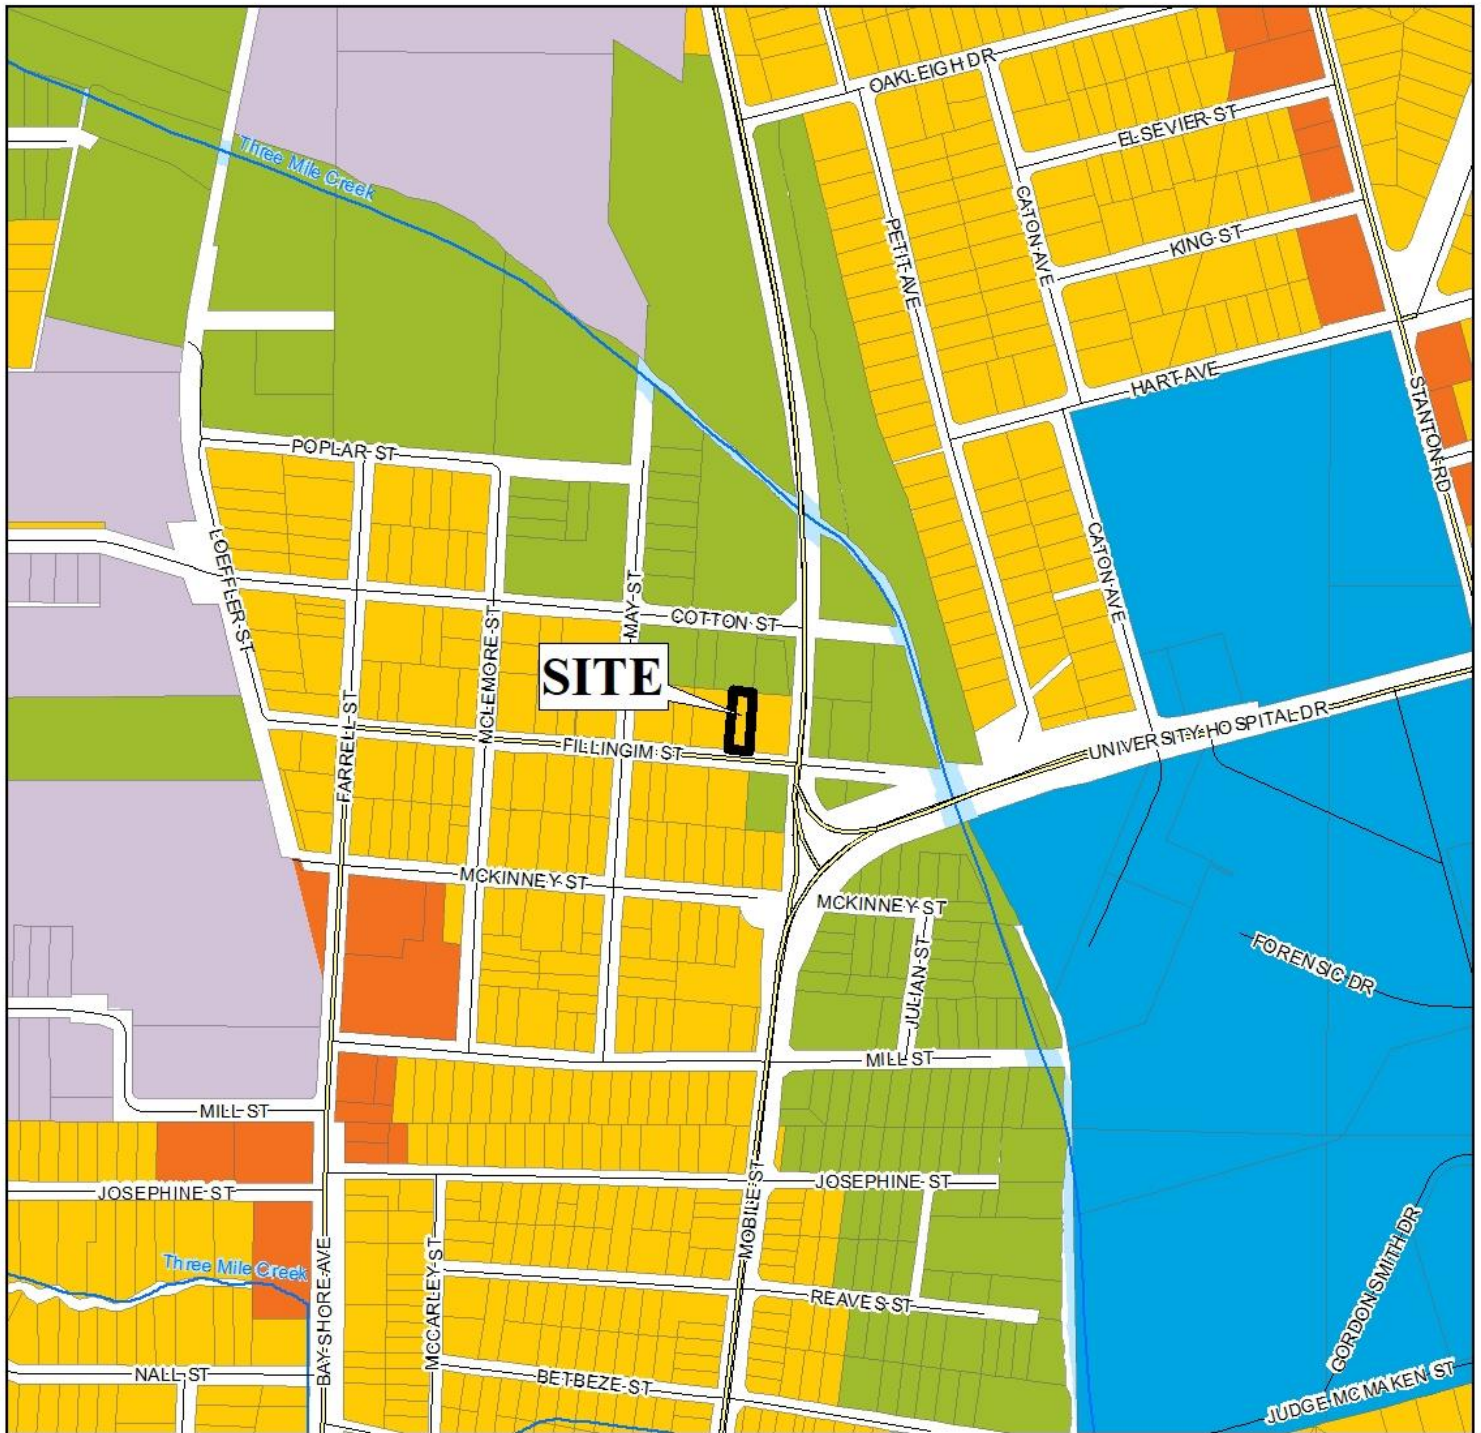 OAKLEIGH DR
ELSEVIER ST
Three Mile Creek
CATON AVE
PETIT AVE
KING ST
HART AVE
STANTON RD
POPLAR ST
LOEFFLER ST
CATON AVE
MAY ST
COTTON ST
MCLEMORE ST
SITE
FARRELL ST
FILLINGIM ST
UNIVERSITY HOSPITAL DR
MCKINNEY ST
MCKINNEY ST
JULIAN ST
FORENSIC DR
MILL ST
MILL ST
JOSEPHINE ST
JOSEPHINE ST
MOBILE ST
Three Mile Creek
BAY SHORE AVE
MCCARLEY ST
REAVES ST
GORDON SMITH DR
NALL ST
BETBEZE ST
JUDGE MCMAKEN ST